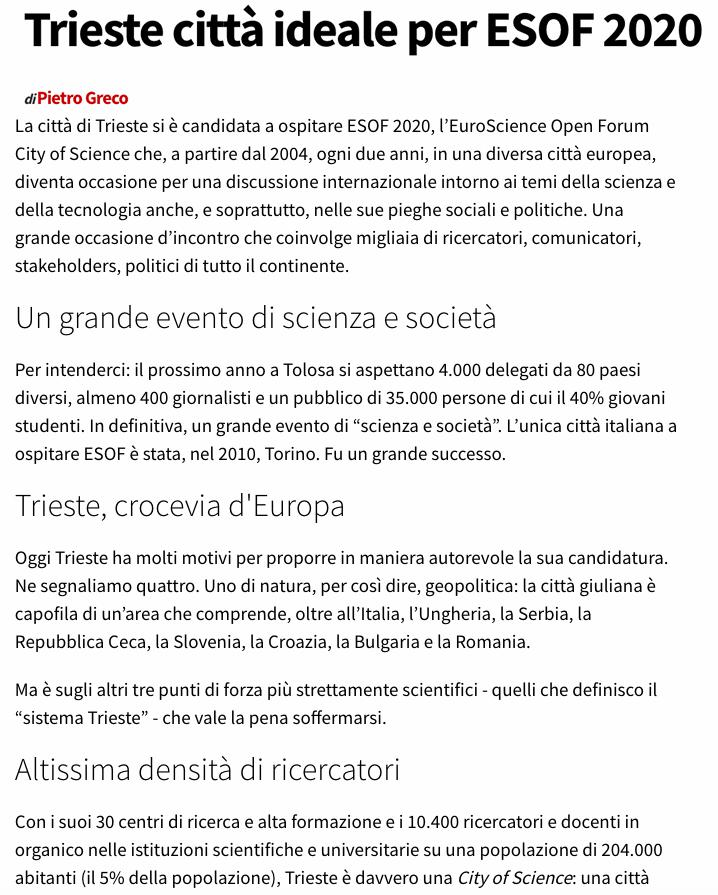 Trieste città ideale per ESOF 2020
di Pietro Greco
La città di Trieste si è candidata a ospitare ESOF 2020, l’EuroScience Open Forum
City of Science che, a partire dal 2004, ogni due anni, in una diversa città europea,
diventa occasione per una discussione internazionale intorno ai temi della scienza e
della tecnologia anche, e soprattutto, nelle sue pieghe sociali e politiche. Una
grande occasione d’incontro che coinvolge migliaia di ricercatori, comunicatori,
stakeholders, politici di tutto il continente.
Un grande evento di scienza e società
Per intenderci: il prossimo anno a Tolosa si aspettano 4.000 delegati da 80 paesi
diversi, almeno 400 giornalisti e un pubblico di 35.000 persone di cui il 40% giovani
studenti. In definitiva, un grande evento di “scienza e società”. L’unica città italiana a
ospitare ESOF è stata, nel 2010, Torino. Fu un grande successo.
Trieste, crocevia d'Europa
Oggi Trieste ha molti motivi per proporre in maniera autorevole la sua candidatura.
Ne segnaliamo quattro. Uno di natura, per così dire, geopolitica: la città giuliana è
capofila di un’area che comprende, oltre all’Italia, l’Ungheria, la Serbia, la
Repubblica Ceca, la Slovenia, la Croazia, la Bulgaria e la Romania.
Ma è sugli altri tre punti di forza più strettamente scientifici - quelli che definisco il
“sistema Trieste” - che vale la pena soffermarsi.
Altissima densità di ricercatori
Con i suoi 30 centri di ricerca e alta formazione e i 10.400 ricercatori e docenti in
organico nelle istituzioni scientifiche e universitarie su una popolazione di 204.000
abitanti (il 5% della popolazione), Trieste è davvero una City of Science: una città